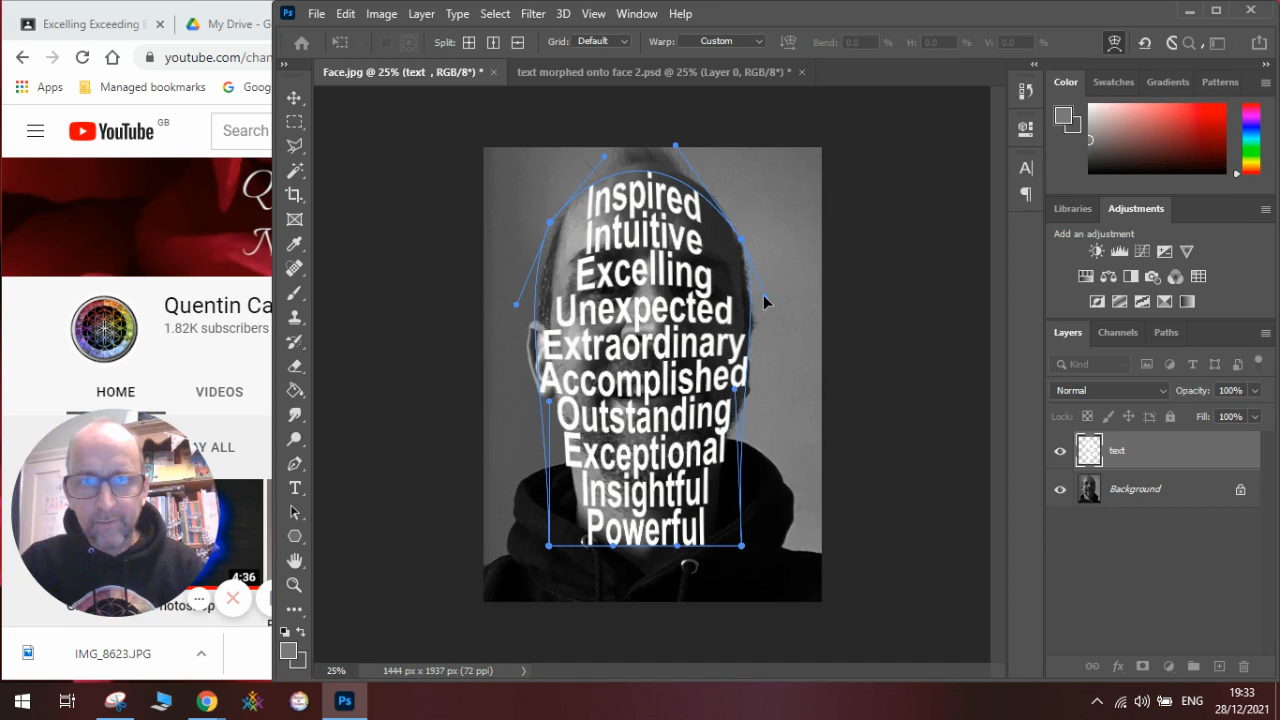 Excelling Exceeding E
My Drive - G
youtube.com/chan
Apps
Managed bookmarks
Goog
YouTube
GB
Search
Q
N
Quentin Ca
1.82K subscribers
HOME
VIDEOS
AY ALL
4:36
IMG_8623.JPG
Ps
File
Edit
Image
Layer
Type
Select
Filter
3D
View
Window
Help
Split:
Grid:
Default
Warp:
Custom
Bend:
0.0
%
H:
0.0
%
V:
0.0
%
Face.jpg @ 25% (text , RGB/8*) *
text morphed onto face 2.psd @ 25% (Layer 0, RGB/8*) *
Inspired
Intuitive
Excelling
Unexpected
Extraordinary
Accomplished
Outstanding
Exceptional
Insightful
Powerful
25%
1444 px x 1937 px (72 ppi)
Color
Swatches
Gradients
Patterns
Libraries
Adjustments
Add an adjustment
Layers
Channels
Paths
Kind
Normal
Opacity:
100%
Lock:
Fill:
100%
text
Background
Ps
ENG
19:33
28/12/2021